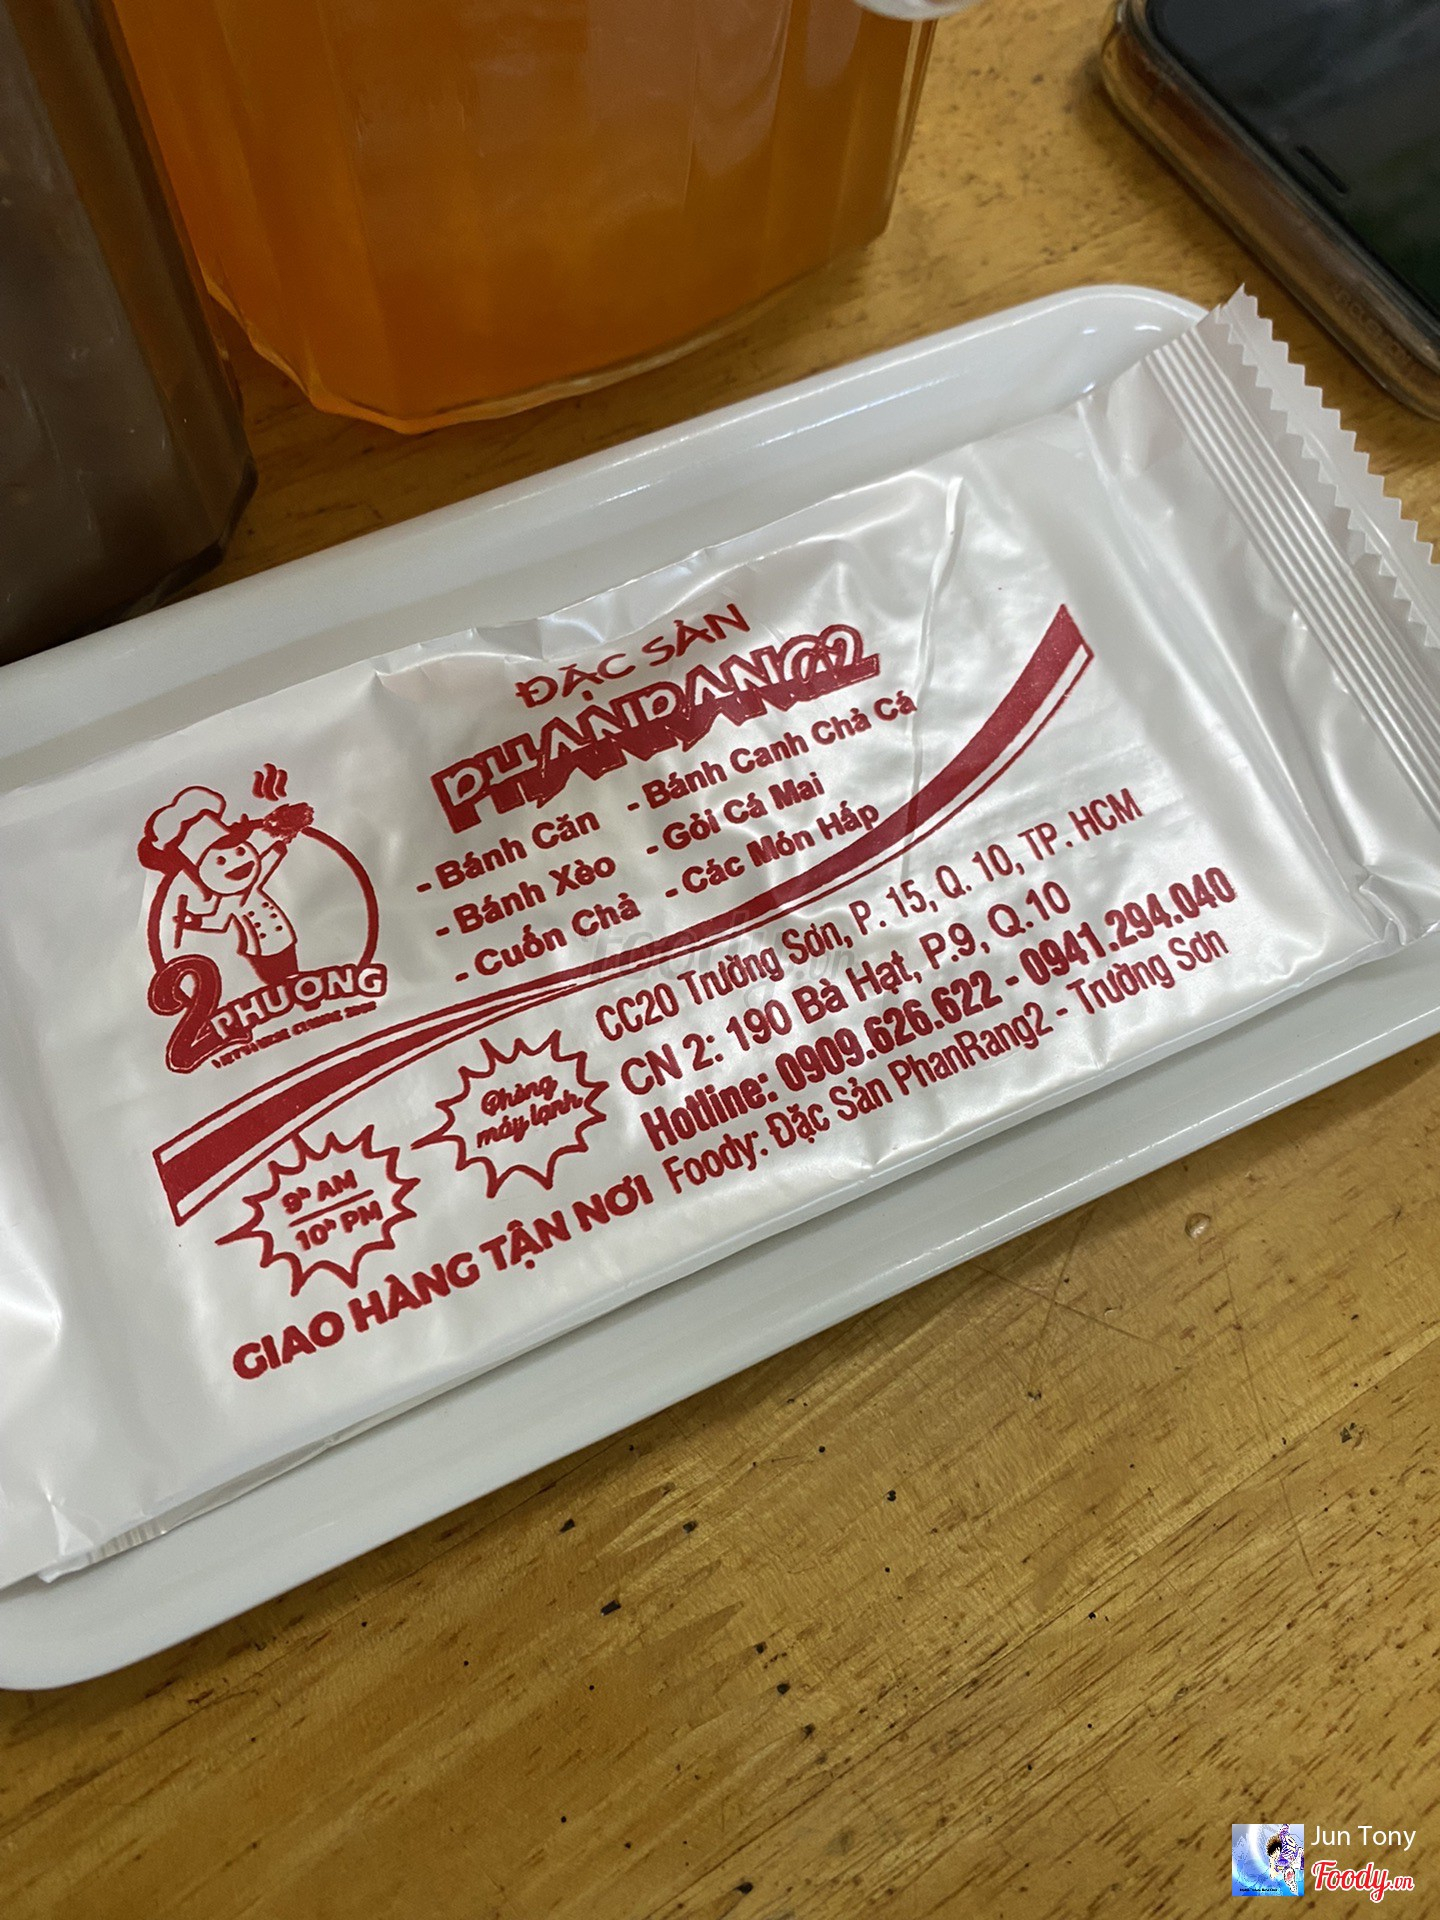 ĐẶC SẢN
PHANRANG2
- Bánh Căn
- Bánh Xèo
- Cuốn Chả
- Bánh Canh Chả Cá
- Gỏi Cá Mai
- Các Món Hấp
2 PHƯỢNG
CC20 Trường Sơn, P. 15, Q. 10, TP. HCM
CN 2: 190 Bà Hạt, P.9, Q.10
Hotline: 0909.626.622 - 0941.294.040
Foody: Đặc Sản PhanRang2 - Trường Sơn
Phòng
máy lạnh
9h AM
10h PM
GIAO HÀNG TẬN NƠI
Foody.vn
Jun Tony
Foody.vn